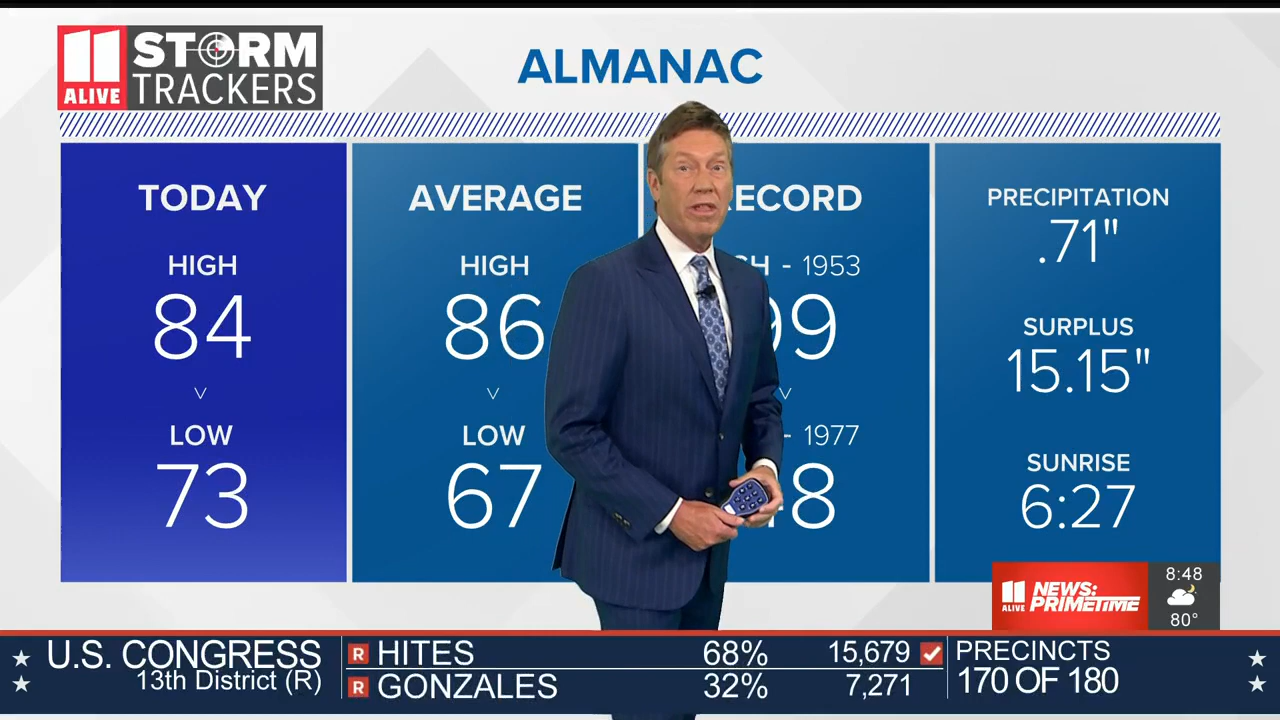 11 ALIVE
STORM
TRACKERS
ALMANAC
TODAY
HIGH
84
LOW
73
AVERAGE
HIGH
86
LOW
67
- 1953
- 1977
PRECIPITATION
.71"
SURPLUS
15.15"
SUNRISE
6:27
11 ALIVE
NEWS:
PRIMETIME
8:48
80°
U.S. CONGRESS
13th District (R)
R HITES 68% 15,679
R GONZALES 32% 7,271
PRECINCTS
170 OF 180